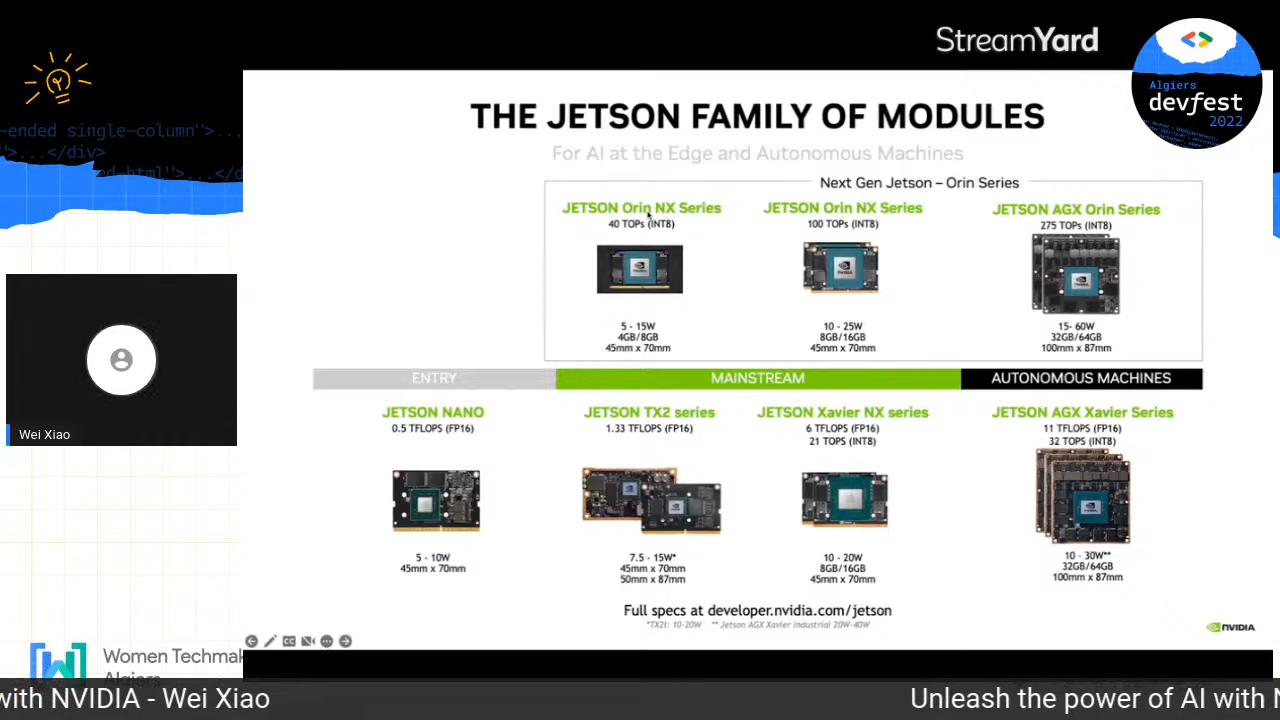 StreamYard
Algiers
devfest
2022
-ended single-column">...
">...</div>
ed-html">...</d
THE JETSON FAMILY OF MODULES
For AI at the Edge and Autonomous Machines
Next Gen Jetson – Orin Series
JETSON Orin NX Series
40 TOPs (INT8)
5 - 15W
4GB/8GB
45mm x 70mm
JETSON Orin NX Series
100 TOPs (INT8)
10 - 25W
8GB/16GB
45mm x 70mm
JETSON AGX Orin Series
275 TOPs (INT8)
15- 60W
32GB/64GB
100mm x 87mm
ENTRY
MAINSTREAM
AUTONOMOUS MACHINES
JETSON NANO
0.5 TFLOPS (FP16)
5 - 10W
45mm x 70mm
JETSON TX2 series
1.33 TFLOPS (FP16)
7.5 - 15W*
45mm x 70mm
50mm x 87mm
JETSON Xavier NX series
6 TFLOPS (FP16)
21 TOPS (INT8)
10 - 20W
8GB/16GB
45mm x 70mm
JETSON AGX Xavier Series
11 TFLOPS (FP16)
32 TOPS (INT8)
10 - 30W**
32GB/64GB
100mm x 87mm
Full specs at developer.nvidia.com/jetson
*TX2i: 10-20W ** Jetson AGX Xavier Industrial 20W-40W
NVIDIA
Wei Xiao
Women Techmak
Algiers
with NVIDIA - Wei Xiao
Unleash the power of AI with N